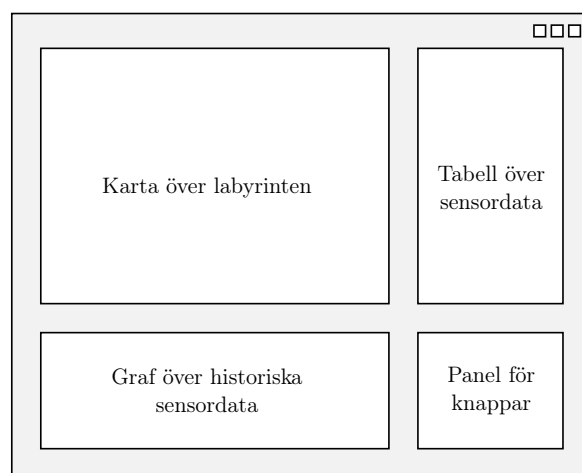 Karta över labyrinten
Tabell över
sensordata
Graf över historiska
sensordata
Panel för
knappar